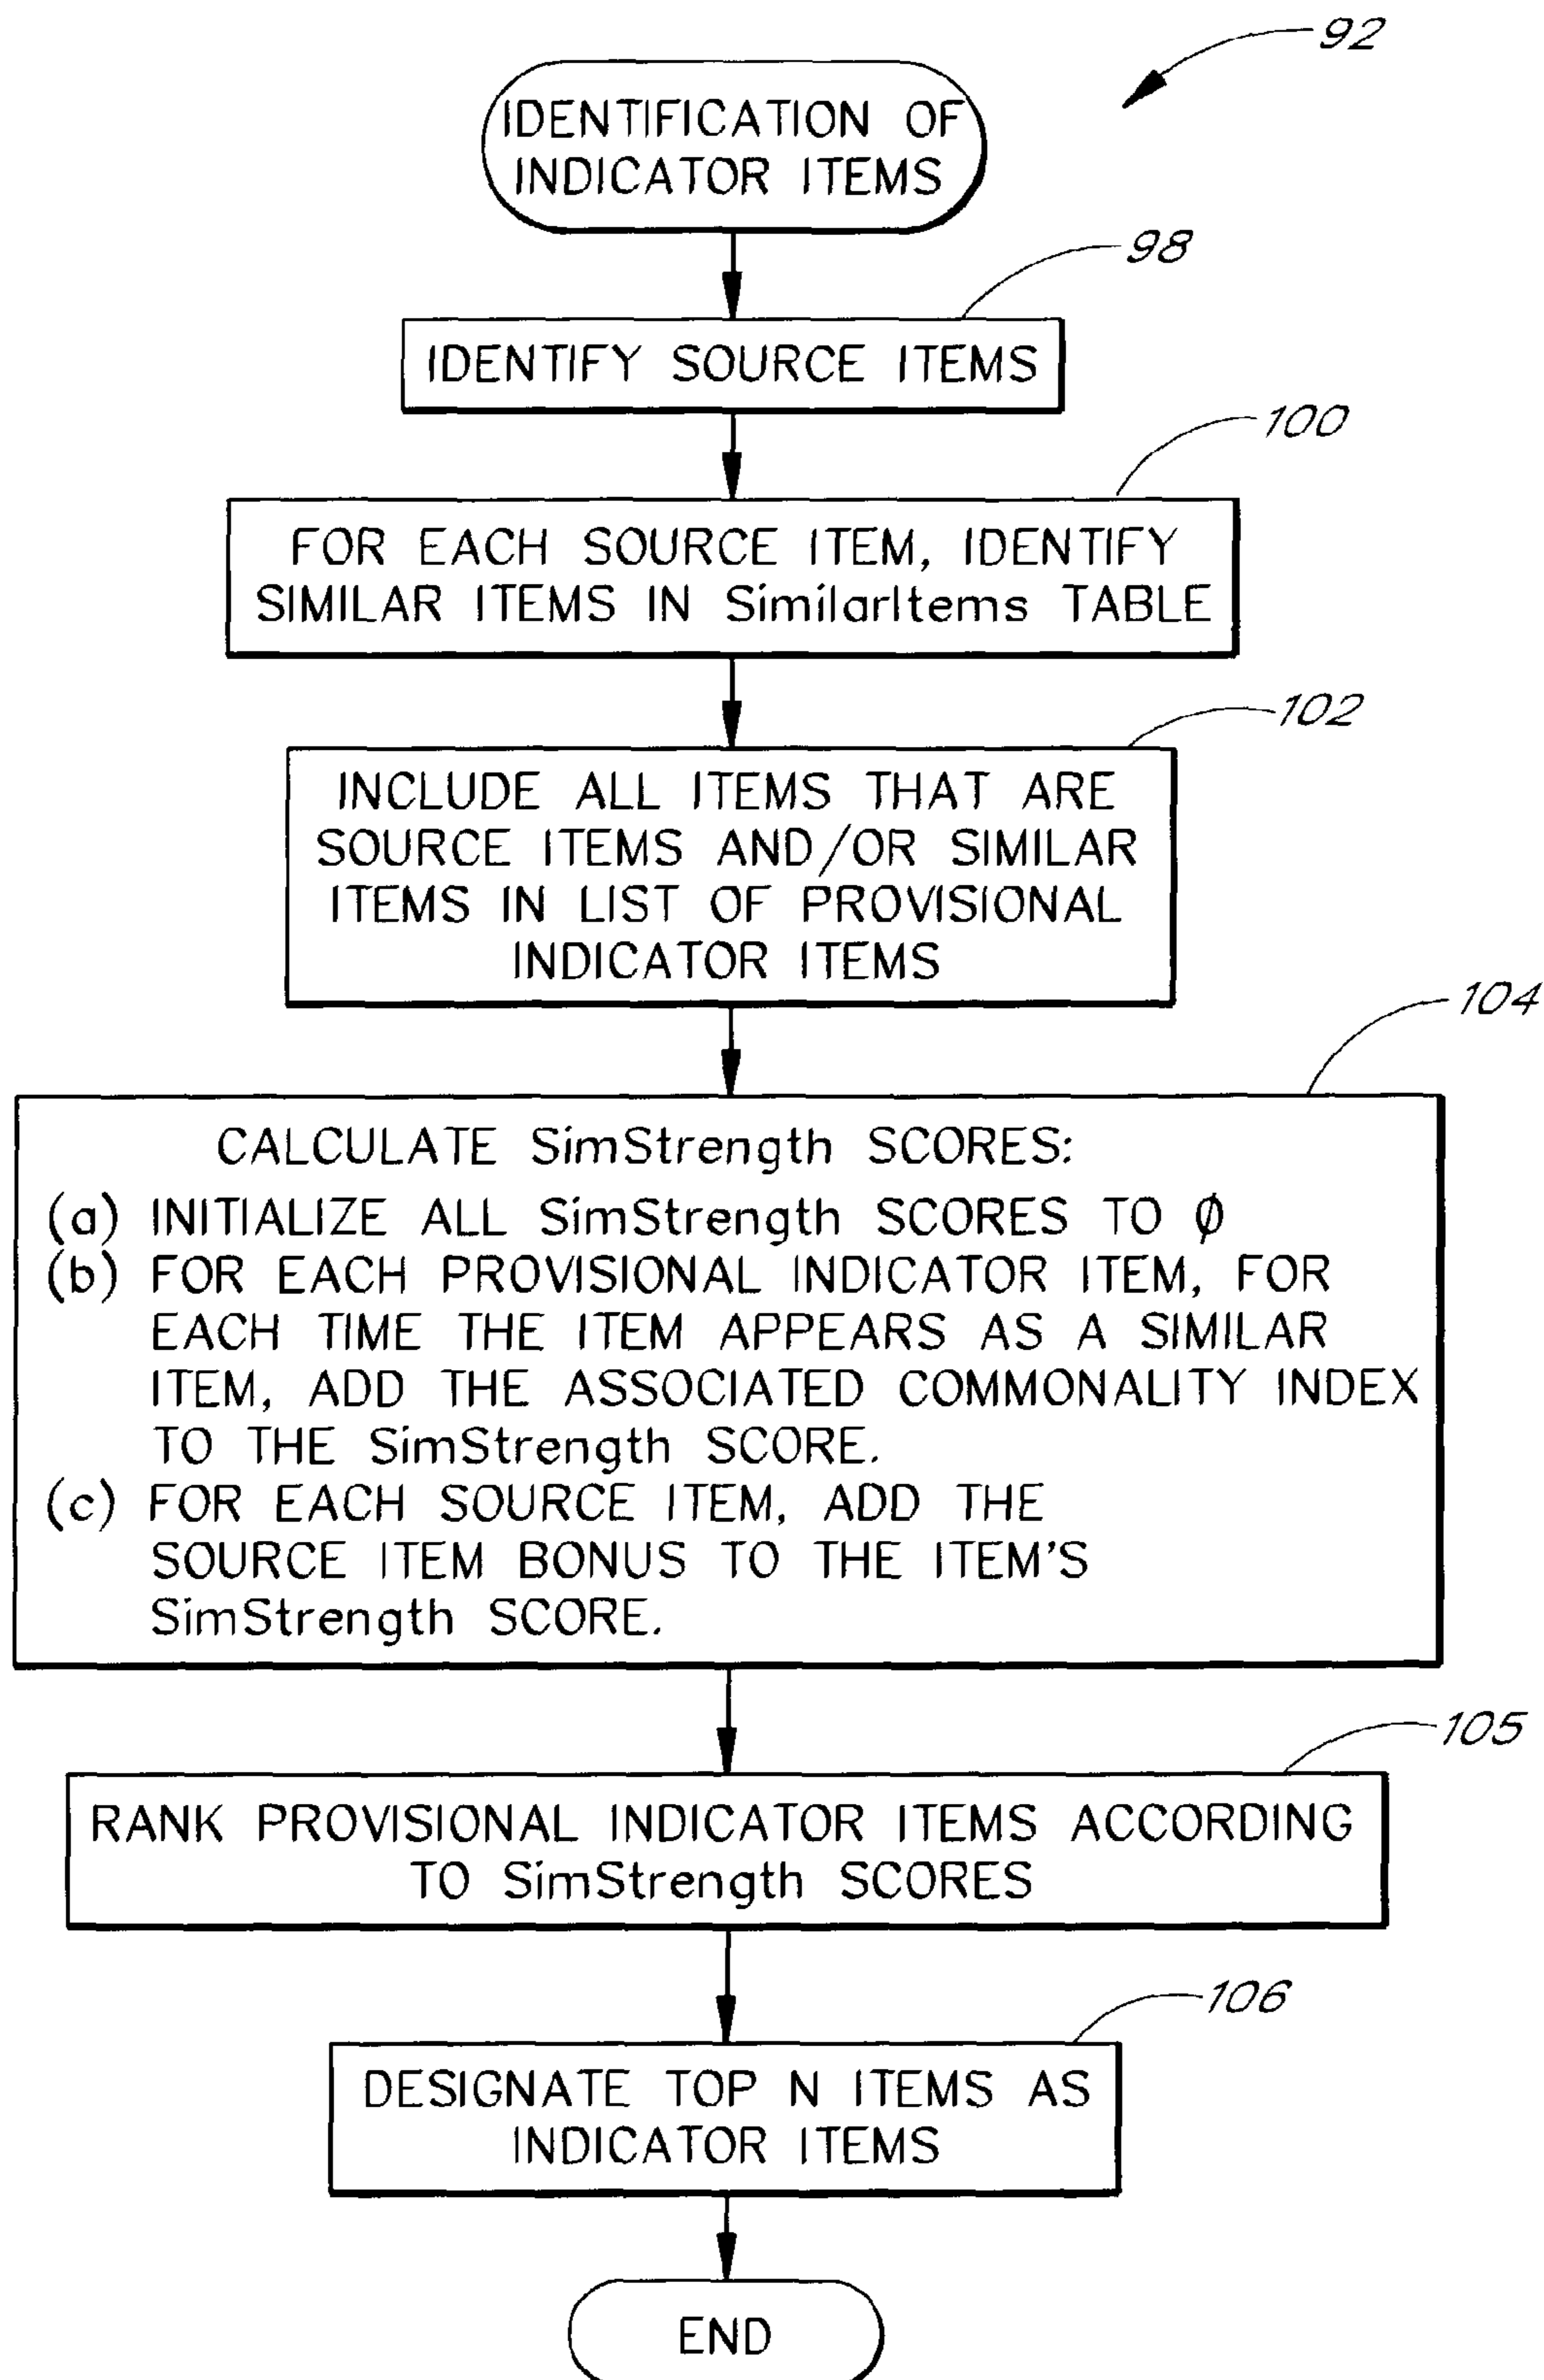 92
IDENTIFICATION OF
INDICATOR ITEMS
98
IDENTIFY SOURCE ITEMS
100
FOR EACH SOURCE ITEM, IDENTIFY
SIMILAR ITEMS IN SimilarItems TABLE
102
INCLUDE ALL ITEMS THAT ARE
SOURCE ITEMS AND/OR SIMILAR
ITEMS IN LIST OF PROVISIONAL
INDICATOR ITEMS
104
CALCULATE SimStrength SCORES:
(a) INITIALIZE ALL SimStrength SCORES TO ϕ
(b) FOR EACH PROVISIONAL INDICATOR ITEM, FOR
EACH TIME THE ITEM APPEARS AS A SIMILAR
ITEM, ADD THE ASSOCIATED COMMONALITY INDEX
TO THE SimStrength SCORE.
(c) FOR EACH SOURCE ITEM, ADD THE
SOURCE ITEM BONUS TO THE ITEM'S
SimStrength SCORE.
105
RANK PROVISIONAL INDICATOR ITEMS ACCORDING
TO SimStrength SCORES
106
DESIGNATE TOP N ITEMS AS
INDICATOR ITEMS
END